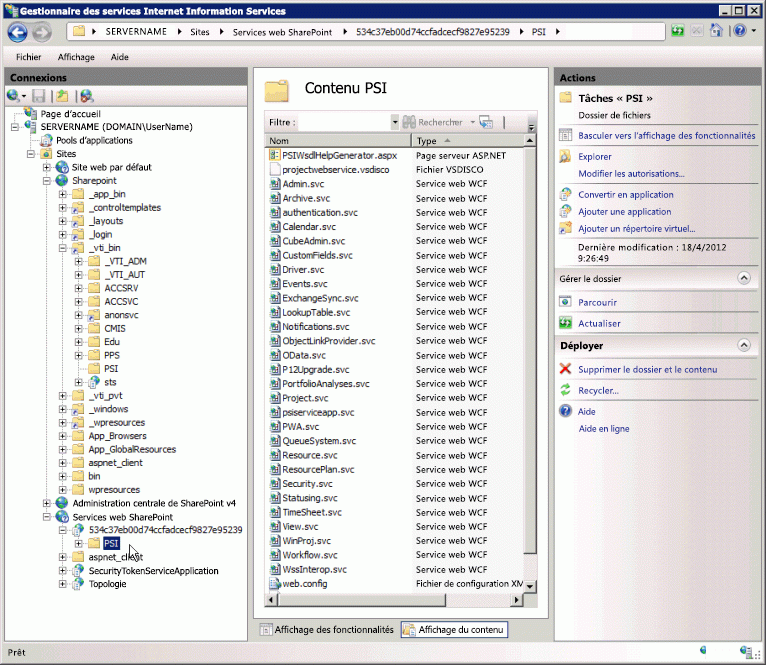 Gestionnaire des services Internet Information Services
SERVERNAME
Sites
Services web SharePoint
534c37eb00d74ccfadcecf9827e95239
PSI
Fichier
Affichage
Aide
Connexions
Page d'accueil
SERVERNAME (DOMAIN\UserName)
Pools d'applications
Sites
Site web par défaut
Sharepoint
_app_bin
_controltemplates
_layouts
_login
_vti_bin
_VTI_ADM
_VTI_AUT
ACCSRV
ACCSVC
anonsvc
CMIS
Edu
PPS
PSI
sts
_vti_pvt
_windows
_wpresources
App_Browsers
App_GlobalResources
aspnet_client
bin
wpresources
Administration centrale de SharePoint v4
Services web SharePoint
534c37eb00d74ccfadcecf9827e95239
PSI
aspnet_client
SecurityTokenServiceApplication
Topologie
Contenu PSI
Filtre :
Rechercher
Nom Type
PSIWsdlHelpGenerator.aspx Page serveur ASP.NET
projectwebservice.vsdisco Fichier VSDISCO
Admin.svc Service web WCF
Archive.svc Service web WCF
authentication.svc Service web WCF
Calendar.svc Service web WCF
CubeAdmin.svc Service web WCF
CustomFields.svc Service web WCF
Driver.svc Service web WCF
Events.svc Service web WCF
ExchangeSync.svc Service web WCF
LookupTable.svc Service web WCF
Notifications.svc Service web WCF
ObjectLinkProvider.svc Service web WCF
OData.svc Service web WCF
P12Upgrade.svc Service web WCF
PortfolioAnalyses.svc Service web WCF
Project.svc Service web WCF
psiserviceapp.svc Service web WCF
PWA.svc Service web WCF
QueueSystem.svc Service web WCF
Resource.svc Service web WCF
ResourcePlan.svc Service web WCF
Security.svc Service web WCF
Statusing.svc Service web WCF
TimeSheet.svc Service web WCF
View.svc Service web WCF
WinProj.svc Service web WCF
Workflow.svc Service web WCF
WssInterop.svc Service web WCF
web.config Fichier de configuration XM
Affichage des fonctionnalités
Affichage du contenu
Actions
Tâches « PSI »
Dossier de fichiers
Basculer vers l'affichage des fonctionnalités
Explorer
Modifier les autorisations...
Convertir en application
Ajouter une application
Ajouter un répertoire virtuel...
Dernière modification : 18/4/2012
9:26:49
Gérer le dossier
Parcourir
Actualiser
Déployer
Supprimer le dossier et le contenu
Recycler...
Aide
Aide en ligne
Prêt